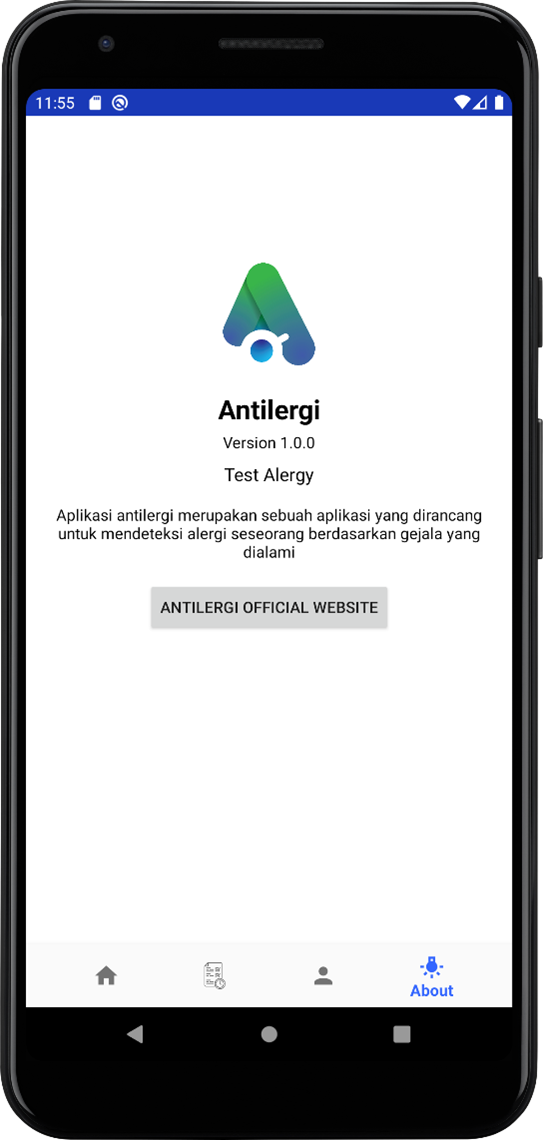 11:55
Antilergi
Version 1.0.0
Test Alergy
Aplikasi antilergi merupakan sebuah aplikasi yang dirancang
untuk mendeteksi alergi seseorang berdasarkan gejala yang
dialami
ANTILERGI OFFICIAL WEBSITE
About